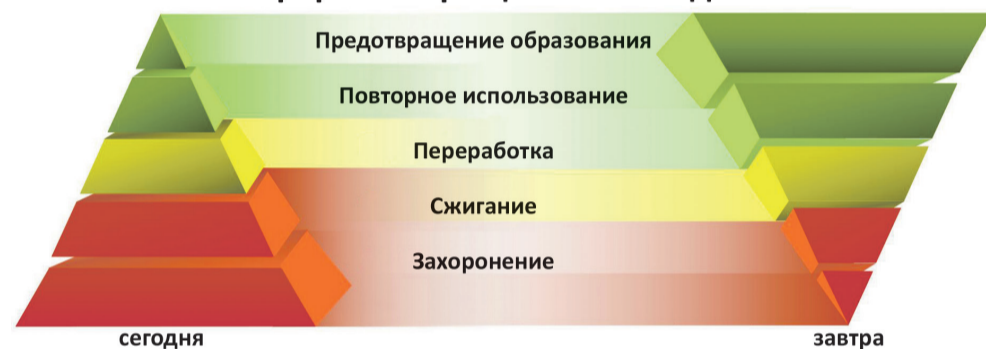 Предотвращение образования
Повторное использование
Переработка
Сжигание
Захоронение
сегодня
завтра